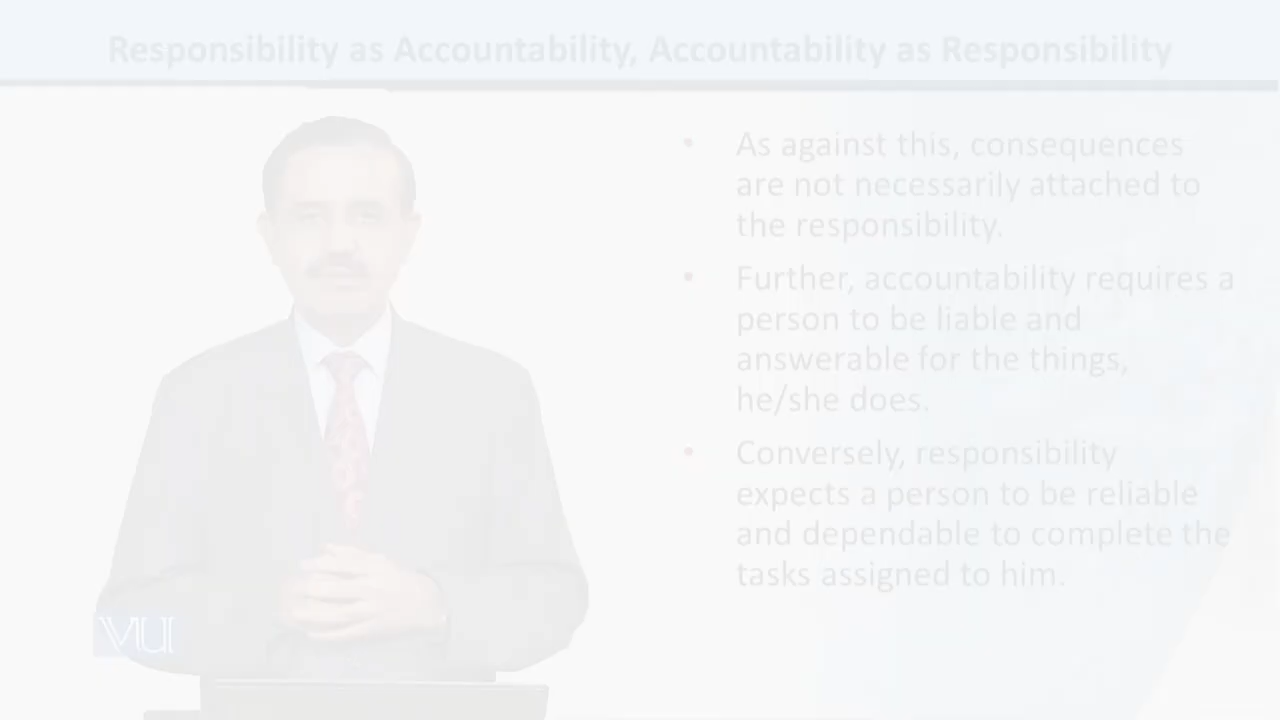 Responsibility as Accountability, Accountability as Responsibility
• As against this, consequences
are not necessarily attached to
the responsibility.
• Further, accountability requires a
person to be liable and
answerable for the things,
he/she does.
• Conversely, responsibility
expects a person to be reliable
and dependable to complete the
tasks assigned to him.
VU